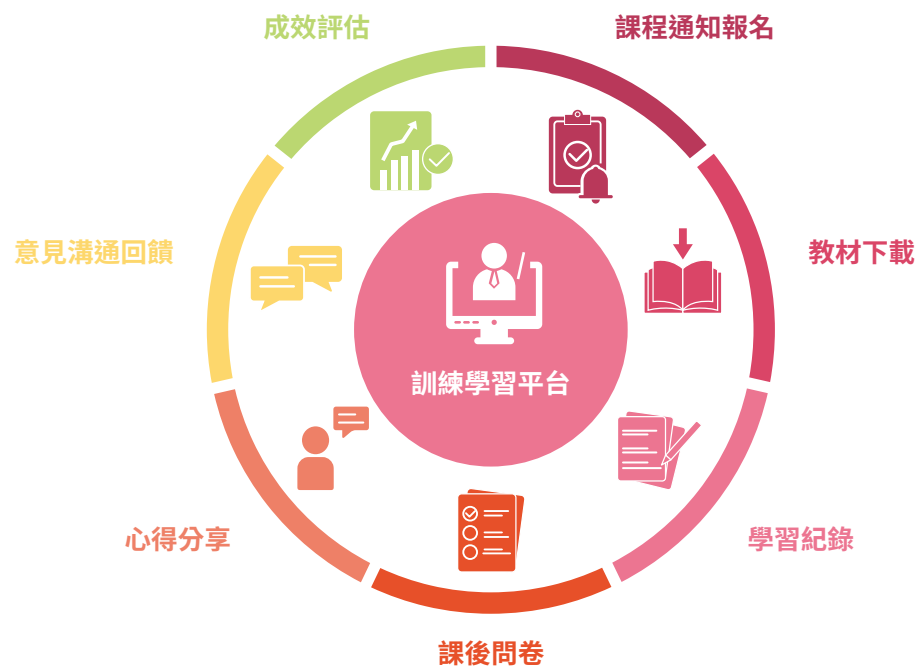 成效評估
課程通知報名
意見溝通回饋
教材下載
訓練學習平台
心得分享
學習紀錄
課後問卷